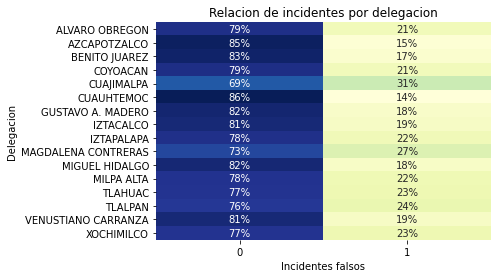 Relacion de incidentes por delegacion
Delegacion
ALVARO OBREGON 79% 21%
AZCAPOTZALCO 85% 15%
BENITO JUAREZ 83% 17%
COYOACAN 79% 21%
CUAJIMALPA 69% 31%
CUAUHTEMOC 86% 14%
GUSTAVO A. MADERO 82% 18%
IZTACALCO 81% 19%
IZTAPALAPA 78% 22%
MAGDALENA CONTRERAS 73% 27%
MIGUEL HIDALGO 82% 18%
MILPA ALTA 78% 22%
TLAHUAC 77% 23%
TLALPAN 76% 24%
VENUSTIANO CARRANZA 81% 19%
XOCHIMILCO 77% 23%
0 1
Incidentes falsos